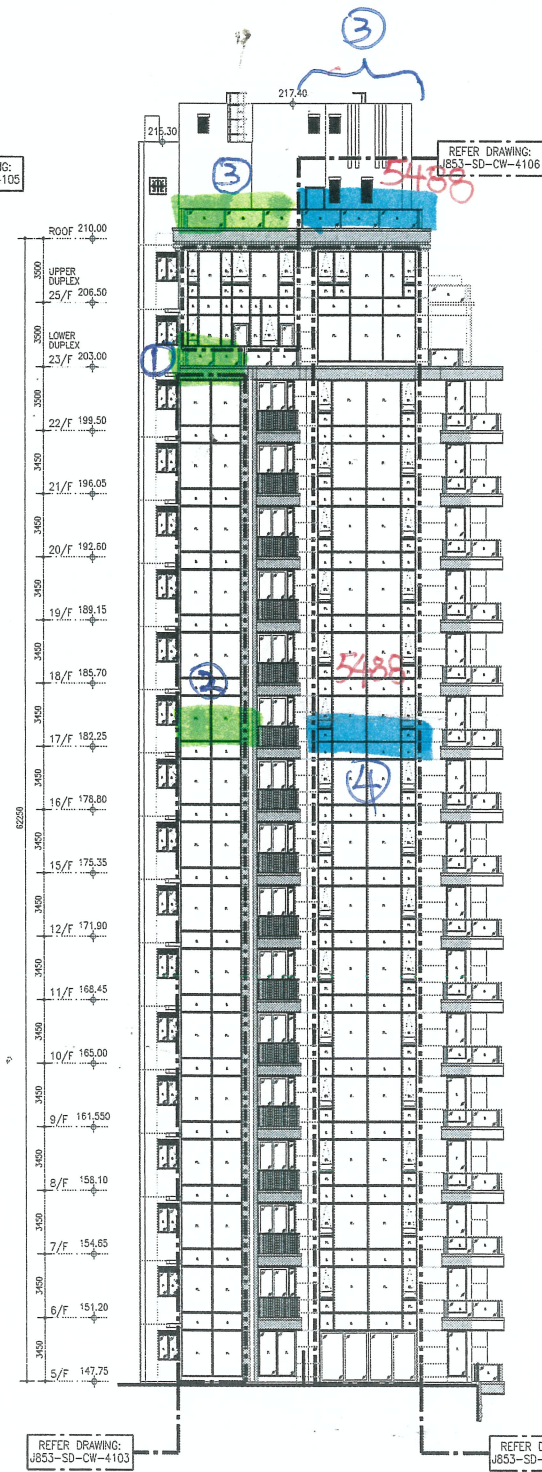 ③
217.40
215.30
NG:
-105
REFER DRAWING:
J853-SD-CW-4106
③
5488
ROOF 210.00
3500
UPPER
DUPLEX
25/F 206.50
3500
LOWER
DUPLEX
①
23/F 203.00
3500
22/F 199.50
3450
21/F 196.05
3450
20/F 192.60
3450
19/F 189.15
3450
18/F 185.70
②
5488
3450
17/F 182.25
④
3450
16/F 178.80
62250
3450
15/F 175.35
3450
12/F 171.90
3450
11/F 168.45
3450
10/F 165.00
3450
9/F 161.550
3450
8/F 158.10
3450
7/F 154.65
3450
6/F 151.20
3450
5/F 147.75
REFER DRAWING:
J853-SD-CW-4103
REFER D
J853-SD-